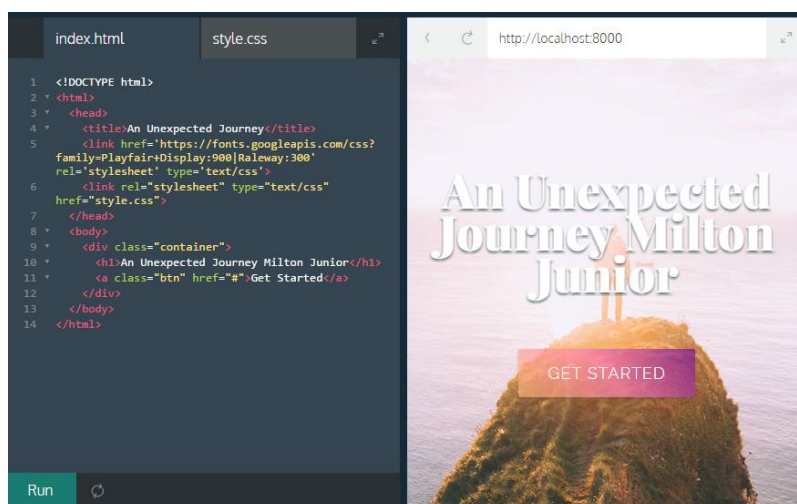 index.html
style.css
1 <!DOCTYPE html>
2 <html>
3 <head>
4 <title>An Unexpected Journey</title>
5 <link href='https://fonts.googleapis.com/css?
family=Playfair+Display:900|Raleway:300'
rel='stylesheet' type='text/css'>
6 <link rel="stylesheet" type="text/css"
href="style.css">
7 </head>
8 <body>
9 <div class="container">
10 <h1>An Unexpected Journey Milton Junior</h1>
11 <a class="btn" href="#">Get Started</a>
12 </div>
13 </body>
14 </html>
Run
http://localhost:8000
An Unexpected
Journey Milton
Junior
GET STARTED